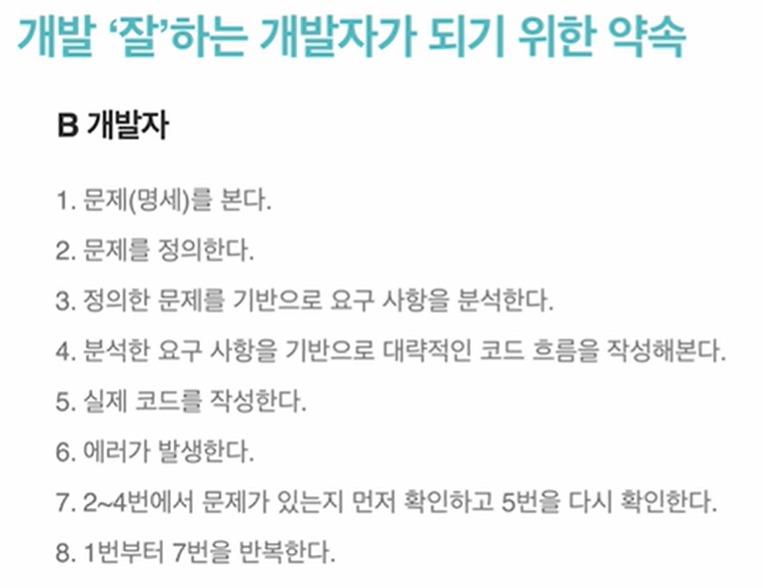 개발 ‘잘’하는 개발자가 되기 위한 약속
B 개발자
1. 문제(명세)를 본다.
2. 문제를 정의한다.
3. 정의한 문제를 기반으로 요구 사항을 분석한다.
4. 분석한 요구 사항을 기반으로 대략적인 코드 흐름을 작성해본다.
5. 실제 코드를 작성한다.
6. 에러가 발생한다.
7. 2~4번에서 문제가 있는지 먼저 확인하고 5번을 다시 확인한다.
8. 1번부터 7번을 반복한다.